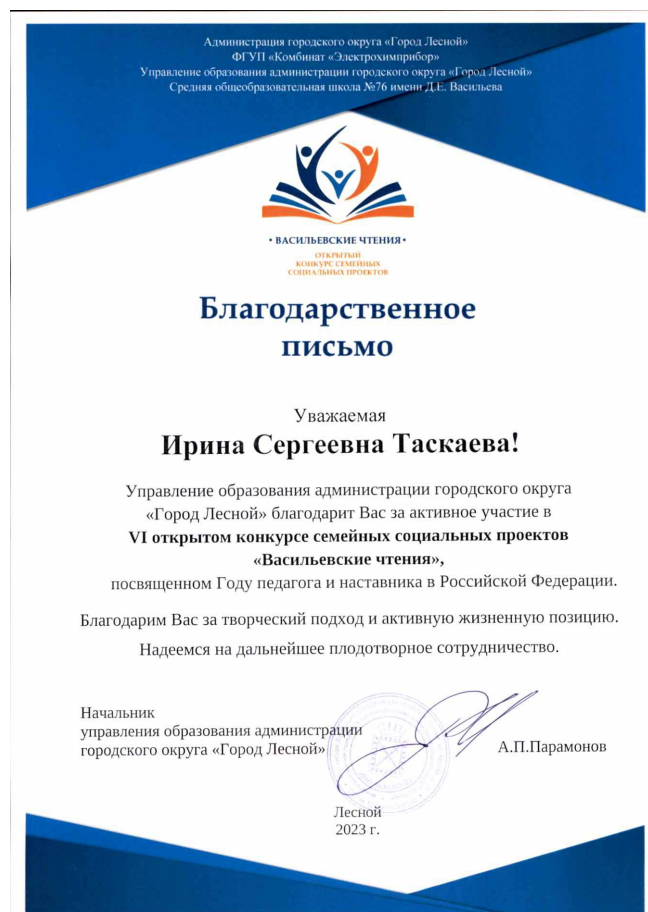 Администрация городского округа «Город Лесной»
ФГУП «Комбинат «Электрохимприбор»
Управление образования администрации городского округа «Город Лесной»
Средняя общеобразовательная школа №76 имени Д.Е. Васильева
• ВАСИЛЬЕВСКИЕ ЧТЕНИЯ •
ОТКРЫТЫЙ
КОНКУРС СЕМЕЙНЫХ
СОЦИАЛЬНЫХ ПРОЕКТОВ
Благодарственное
письмо
Уважаемая
Ирина Сергеевна Таскаева!
Управление образования администрации городского округа
«Город Лесной» благодарит Вас за активное участие в
VI открытом конкурсе семейных социальных проектов
«Васильевские чтения»,
посвященном Году педагога и наставника в Российской Федерации.
Благодарим Вас за творческий подход и активную жизненную позицию.
Надеемся на дальнейшее плодотворное сотрудничество.
Начальник
управления образования администрации
городского округа «Город Лесной»
А.П.Парамонов
Лесной
2023 г.